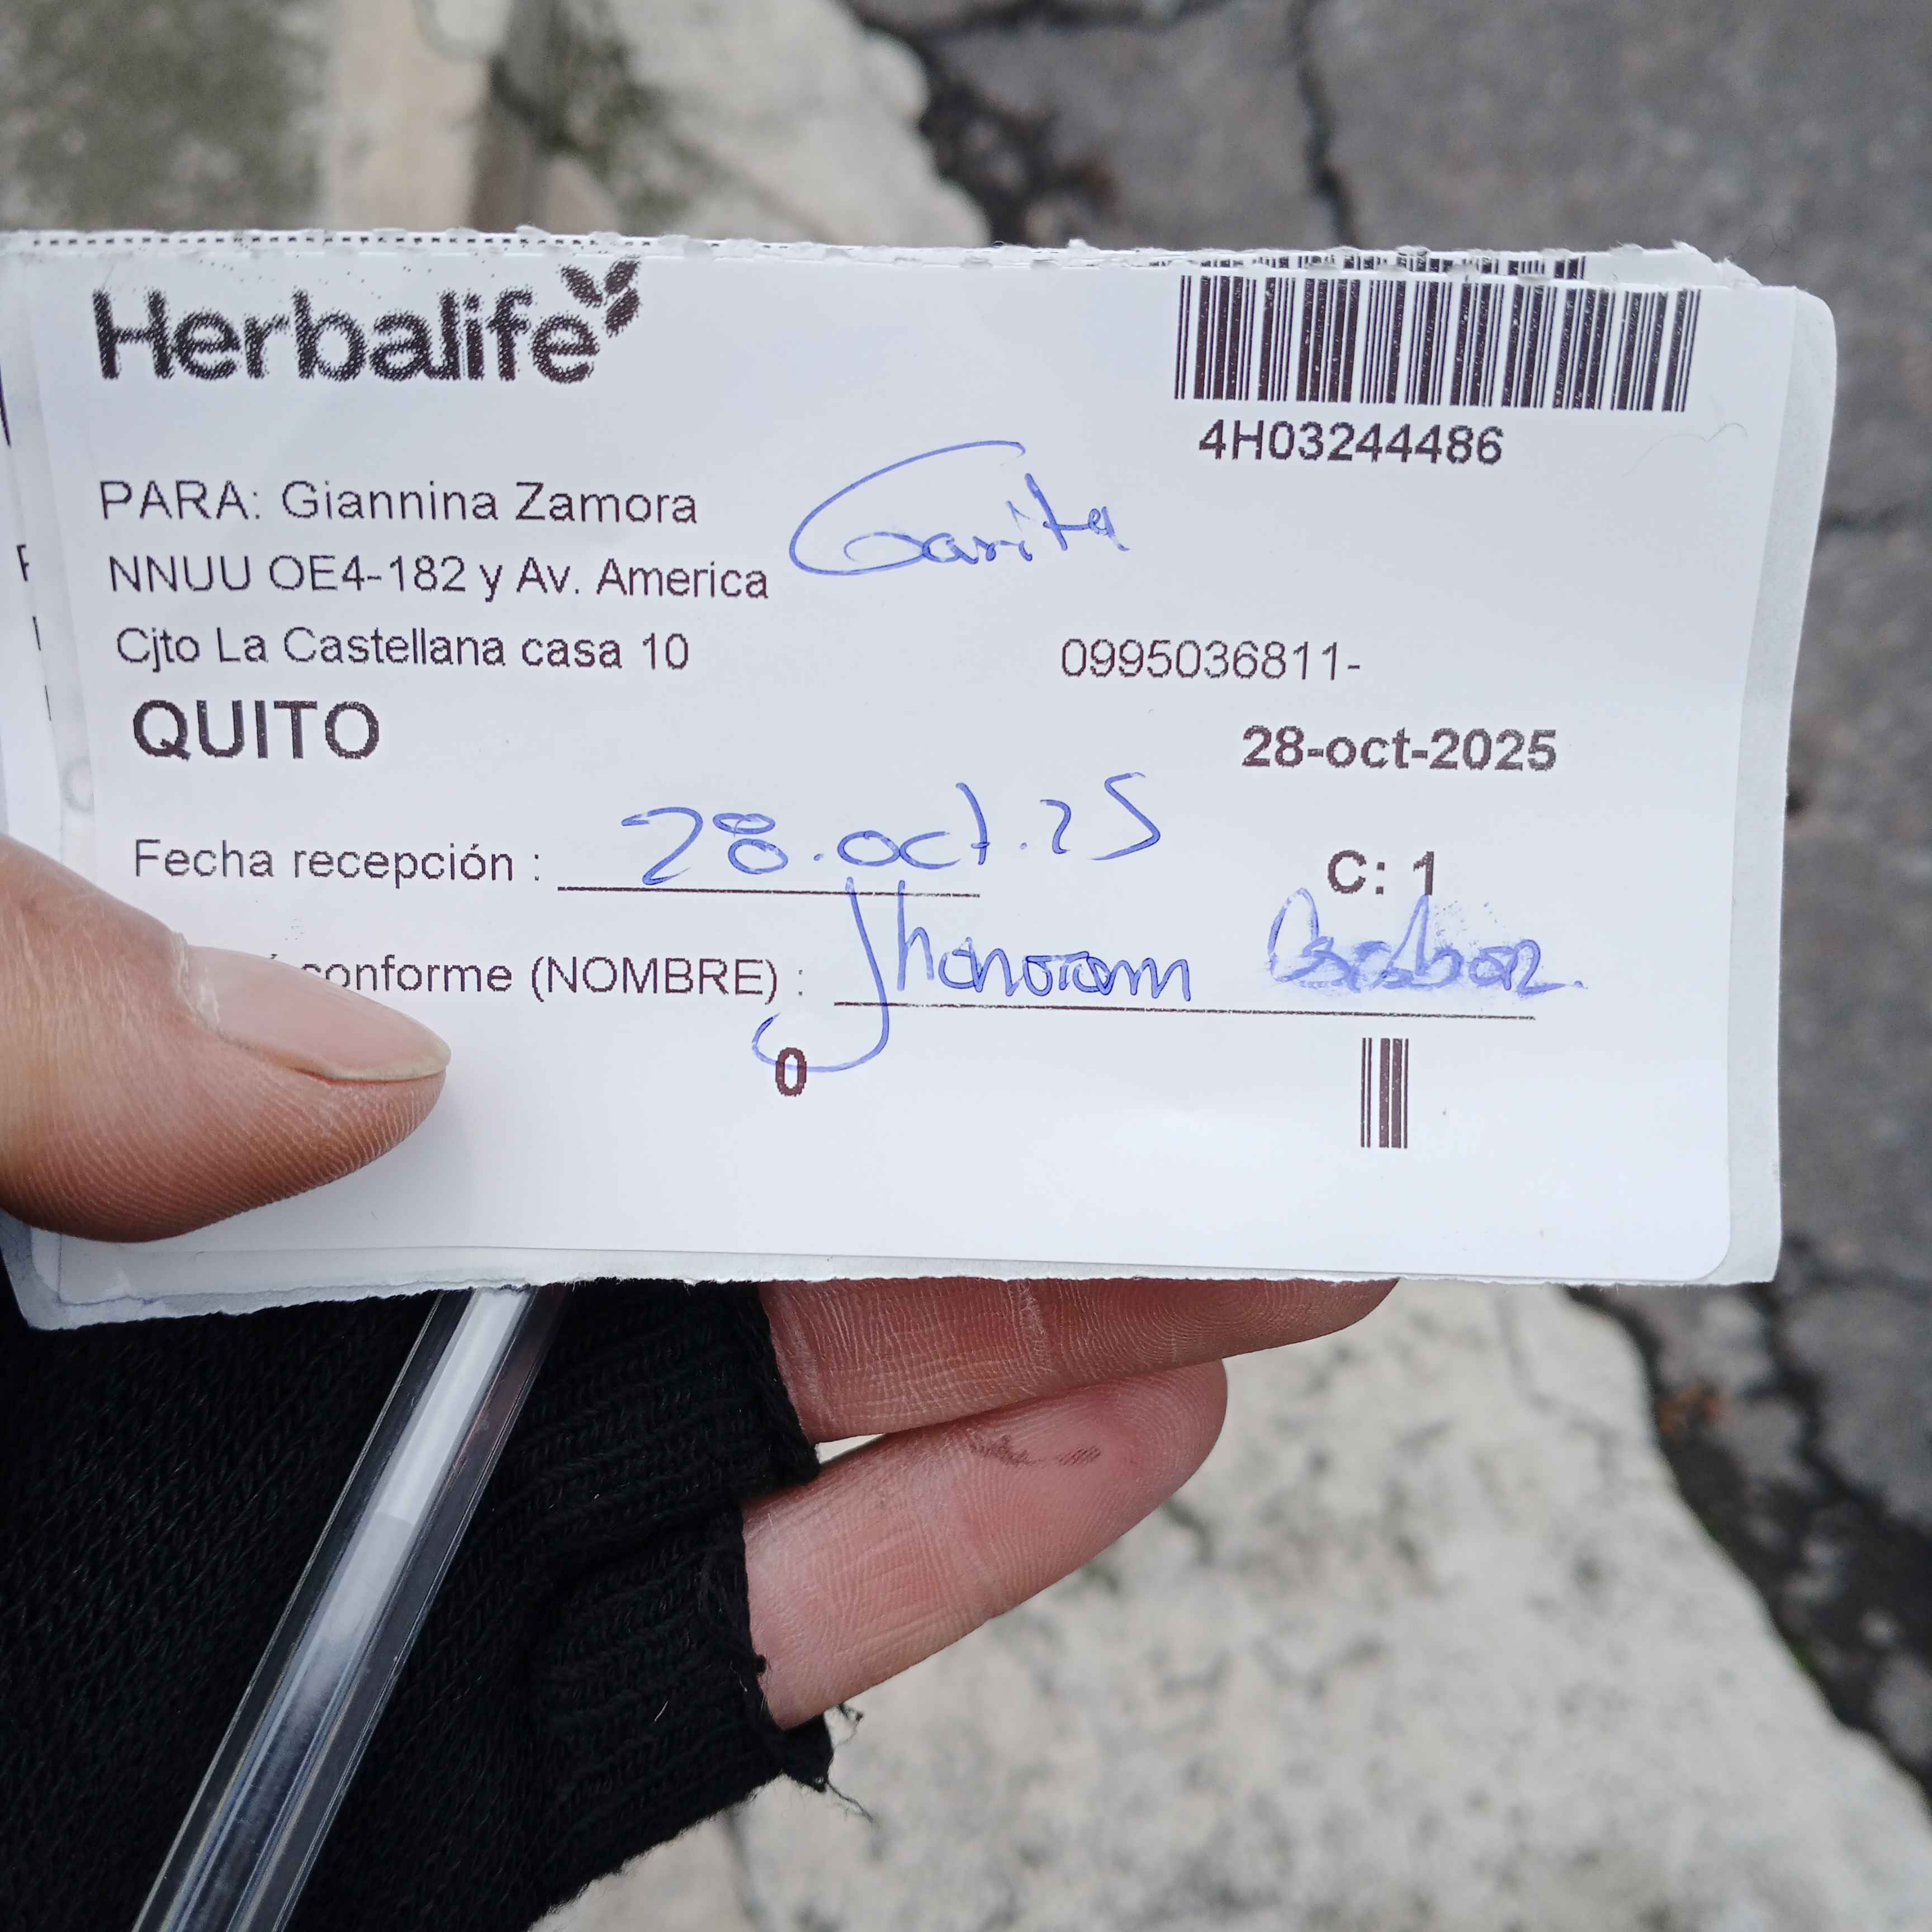 Herbalife
4H03244486
PARA: Giannina Zamora
Garita
NNUU OE4-182 y Av. America
Cjto La Castellana casa 10
0995036811-
QUITO
28-oct-2025
Fecha recepción : 28.oct.25
C: 1
conforme (NOMBRE) :
0